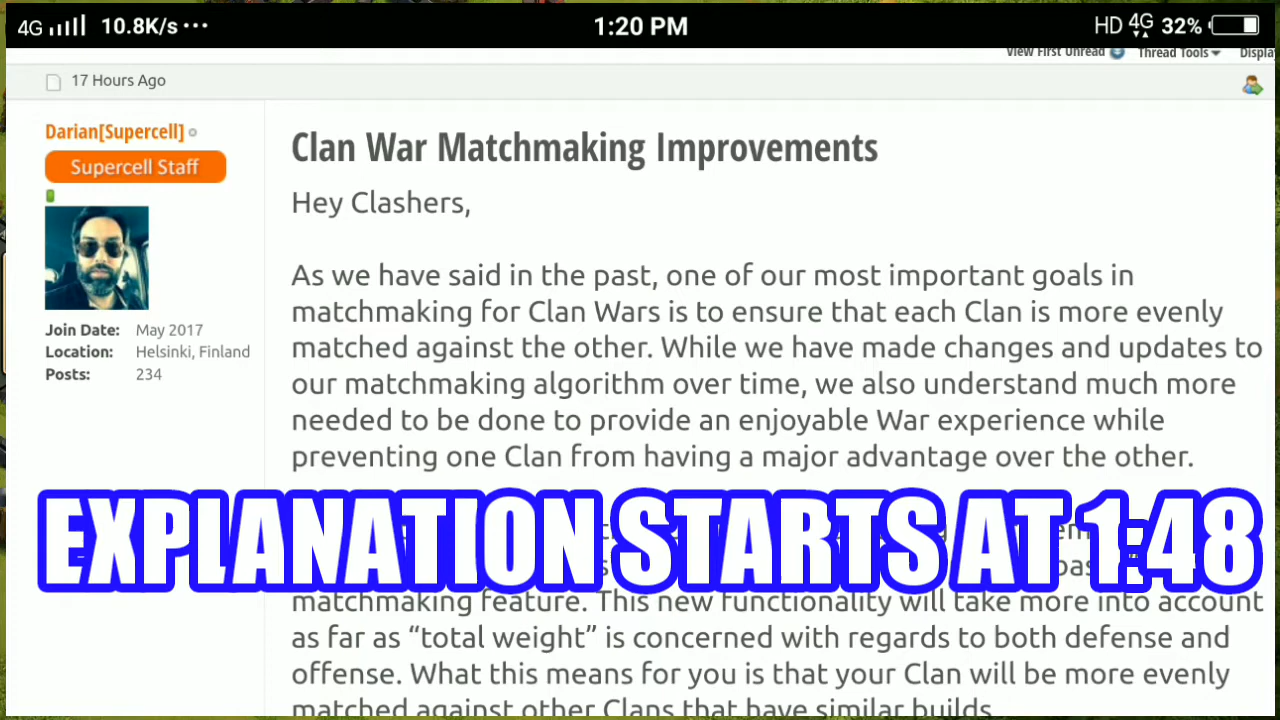 4G 10.8K/s ... 1:20 PM HD 4G 32%
View First Unread Thread Tools Displa
17 Hours Ago
Darian[Supercell]
Supercell Staff
Join Date: May 2017
Location: Helsinki, Finland
Posts: 234
Clan War Matchmaking Improvements
Hey Clashers,
As we have said in the past, one of our most important goals in
matchmaking for Clan Wars is to ensure that each Clan is more evenly
matched against the other. While we have made changes and updates to
our matchmaking algorithm over time, we also understand much more
needed to be done to provide an enjoyable War experience while
preventing one Clan from having a major advantage over the other.
EXPLANATION STARTS AT 1:48
matchmaking feature. This new functionality will take more into account
as far as “total weight” is concerned with regards to both defense and
offense. What this means for you is that your Clan will be more evenly
matched against other Clans that have similar builds.